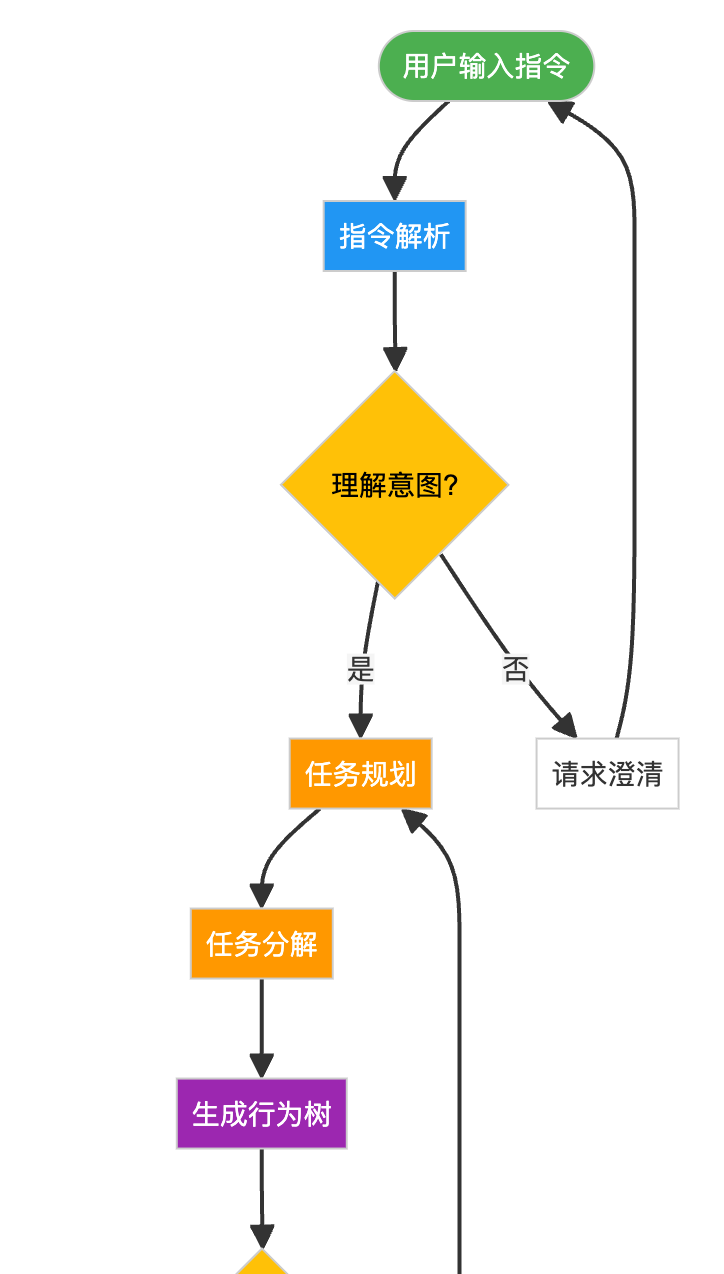 用户输入指令
指令解析
理解意图?
是
否
任务规划
请求澄清
任务分解
生成行为树